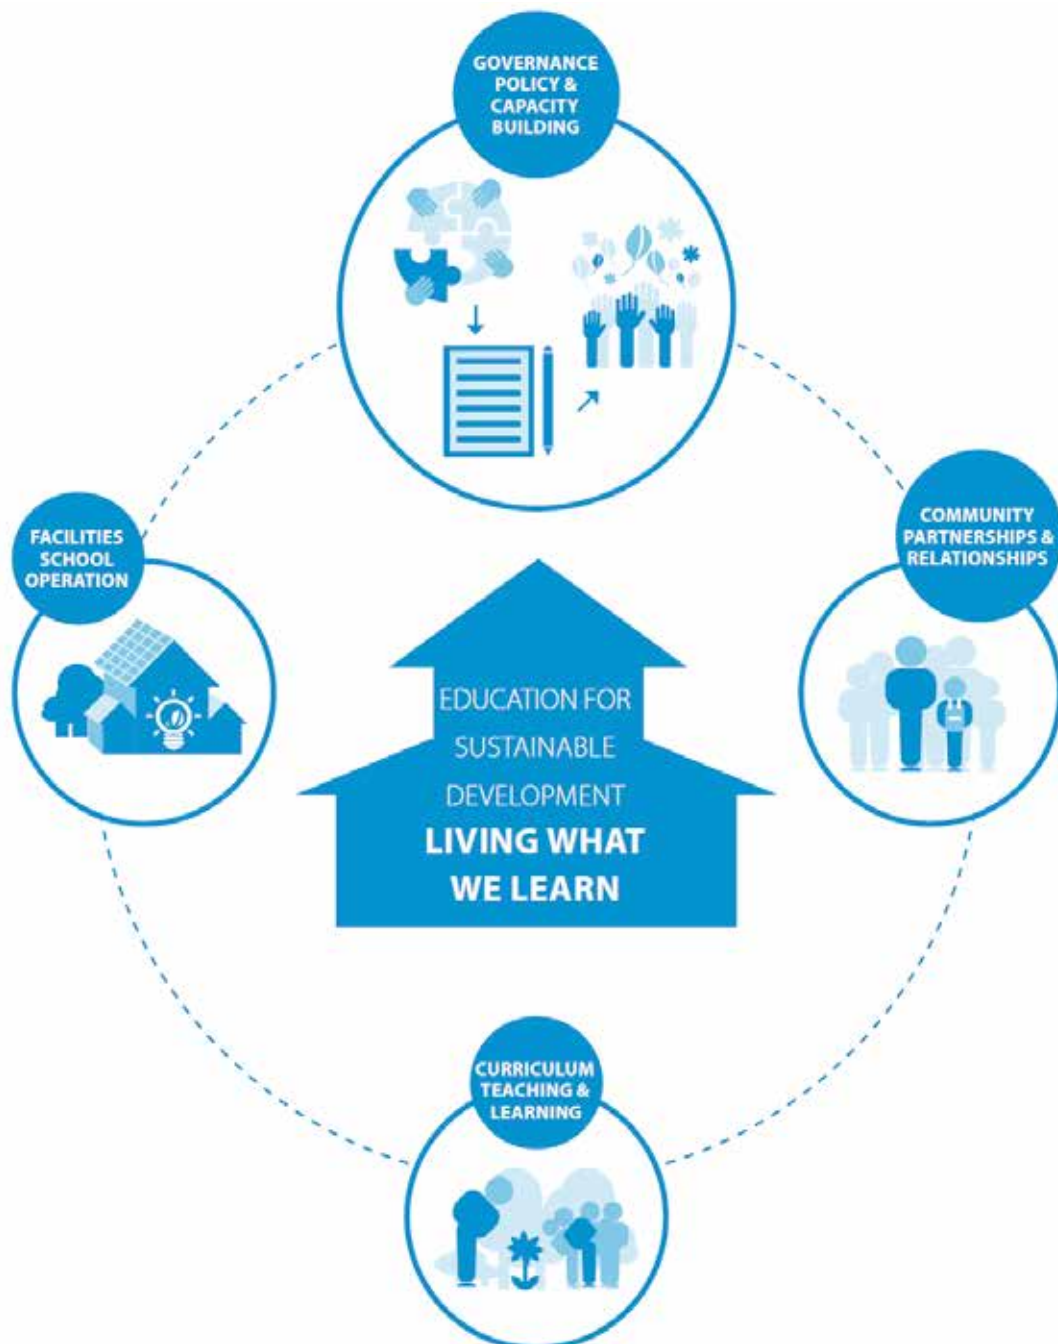 GOVERNANCE
POLICY &
CAPACITY
BUILDING
FACILITIES
SCHOOL
OPERATION
COMMUNITY
PARTNERSHIPS &
RELATIONSHIPS
EDUCATION FOR
SUSTAINABLE
DEVELOPMENT
LIVING WHAT
WE LEARN
CURRICULUM
TEACHING &
LEARNING